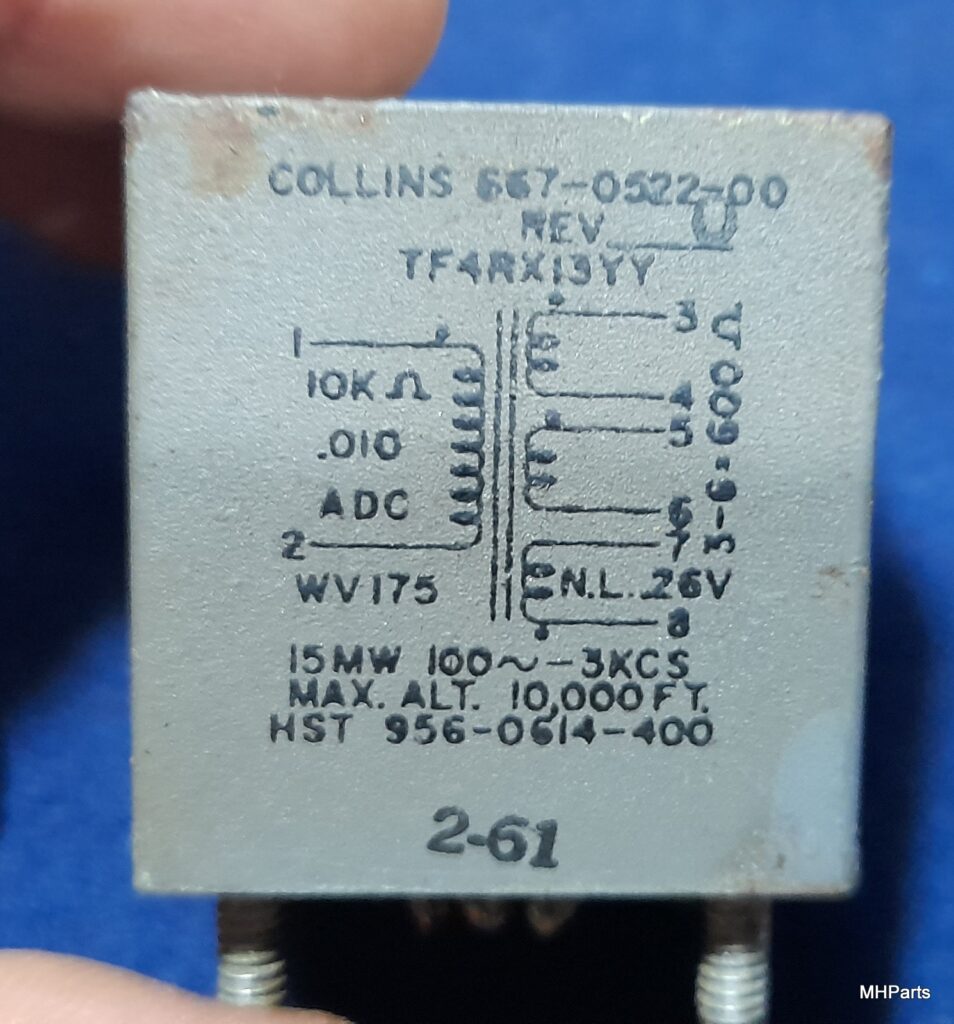 COLLINS 667-0522-00
REV 0
TF4RX13YY
1
10K Ω
.010
ADC
2
WV175
3
4
5
6
3-6=600 Ω
7
N.L. .26V
8
15MW 100~-3KCS
MAX. ALT. 10,000 FT.
HST 956-0614-400
2-61
MHParts